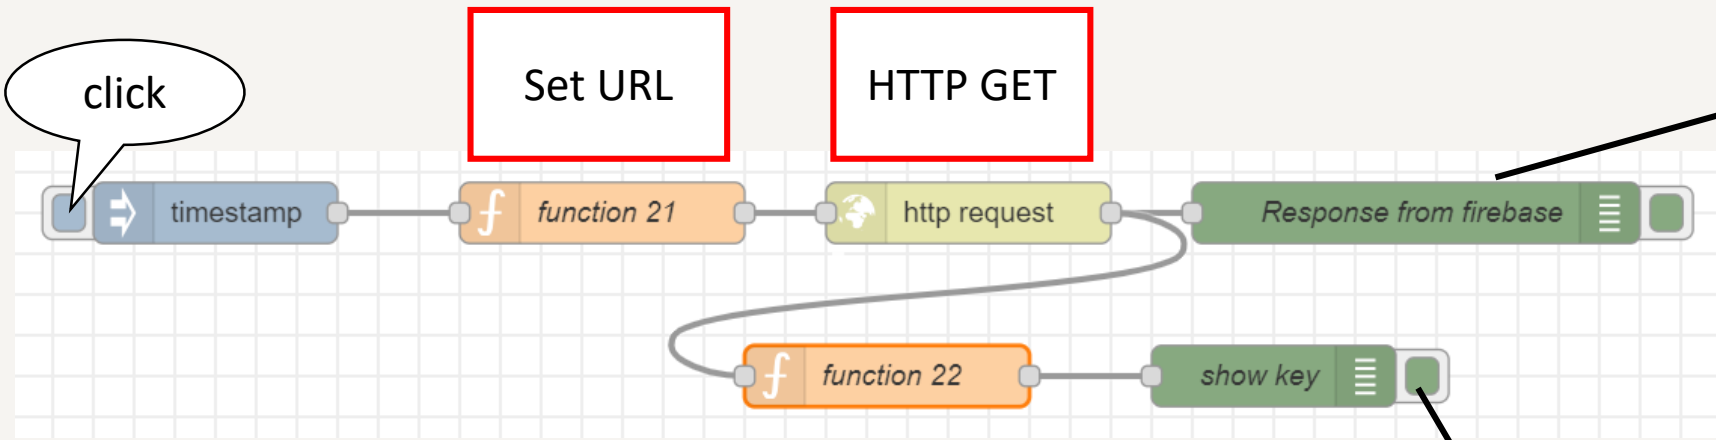 click
Set URL
HTTP GET
timestamp
function 21
http request
Response from firebase
function 22
show key